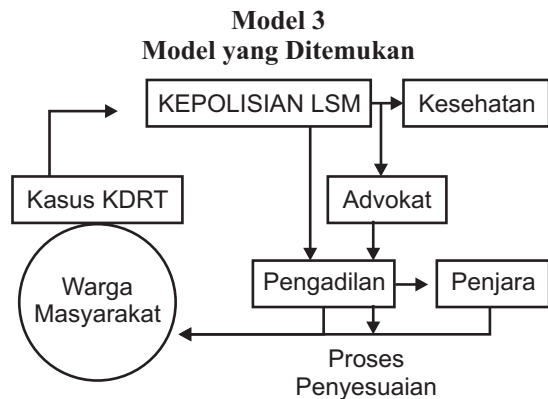 Model 3
Model yang Ditemukan
KEPOLISIAN LSM
Kesehatan
Kasus KDRT
Advokat
Warga
Masyarakat
Pengadilan
Penjara
Proses
Penyesuaian